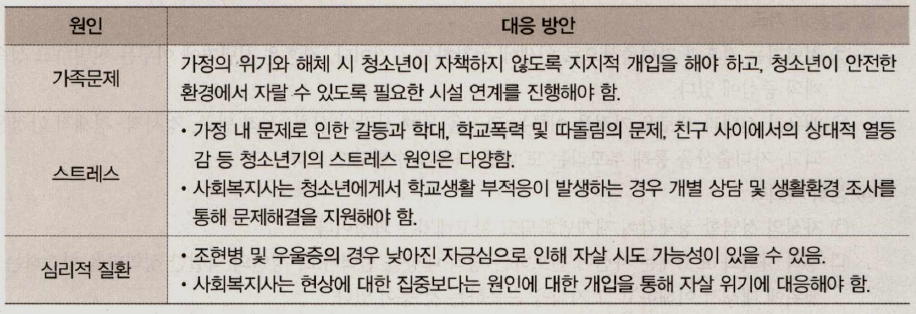 원인 대응 방안
가족문제
가정의 위기와 해체 시 청소년이 자책하지 않도록 지지적 개입을 해야 하고, 청소년이 안전한
환경에서 자랄 수 있도록 필요한 시설 연계를 진행해야 함.
스트레스
• 가정 내 문제로 인한 갈등과 학대, 학교폭력 및 따돌림의 문제, 친구 사이에서의 상대적 열등
감 등 청소년기의 스트레스 원인은 다양함.
• 사회복지사는 청소년에게서 학교생활 부적응이 발생하는 경우 개별 상담 및 생활환경 조사를
통해 문제해결을 지원해야 함.
심리적 질환
• 조현병 및 우울증의 경우 낮아진 자긍심으로 인해 자살 시도 가능성이 있을 수 있음.
• 사회복지사는 현상에 대한 집중보다는 원인에 대한 개입을 통해 자살 위기에 대응해야 함.